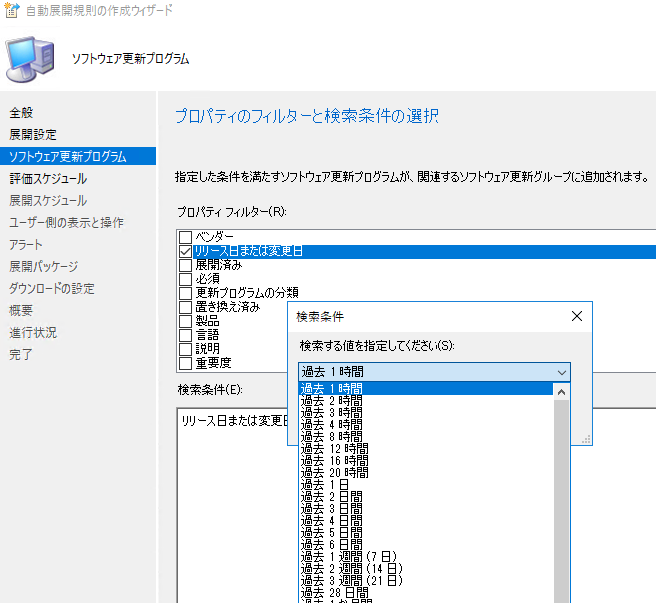 自動展開規則の作成ウィザード
ソフトウェア更新プログラム
全般
展開設定
ソフトウェア更新プログラム
評価スケジュール
展開スケジュール
ユーザー側の表示と操作
アラート
展開パッケージ
ダウンロードの設定
概要
進行状況
完了
プロパティのフィルターと検索条件の選択
指定した条件を満たすソフトウェア更新プログラムが、関連するソフトウェア更新グループに追加されます。
プロパティ フィルター(R):
ベンダー
リリース日または変更日
展開済み
必須
更新プログラムの分類
置き換え済み
製品
言語
説明
重要度
検索条件(E):
リリース日または変更日
検索条件
検索する値を指定してください(S):
過去 1 時間
過去 1 時間
過去 2 時間
過去 3 時間
過去 4 時間
過去 8 時間
過去 12 時間
過去 16 時間
過去 20 時間
過去 1 日
過去 2 日間
過去 3 日間
過去 4 日間
過去 5 日間
過去 6 日間
過去 1 週間 (7 日)
過去 2 週間 (14 日)
過去 3 週間 (21 日)
過去 28 日間
過去 1 か月間